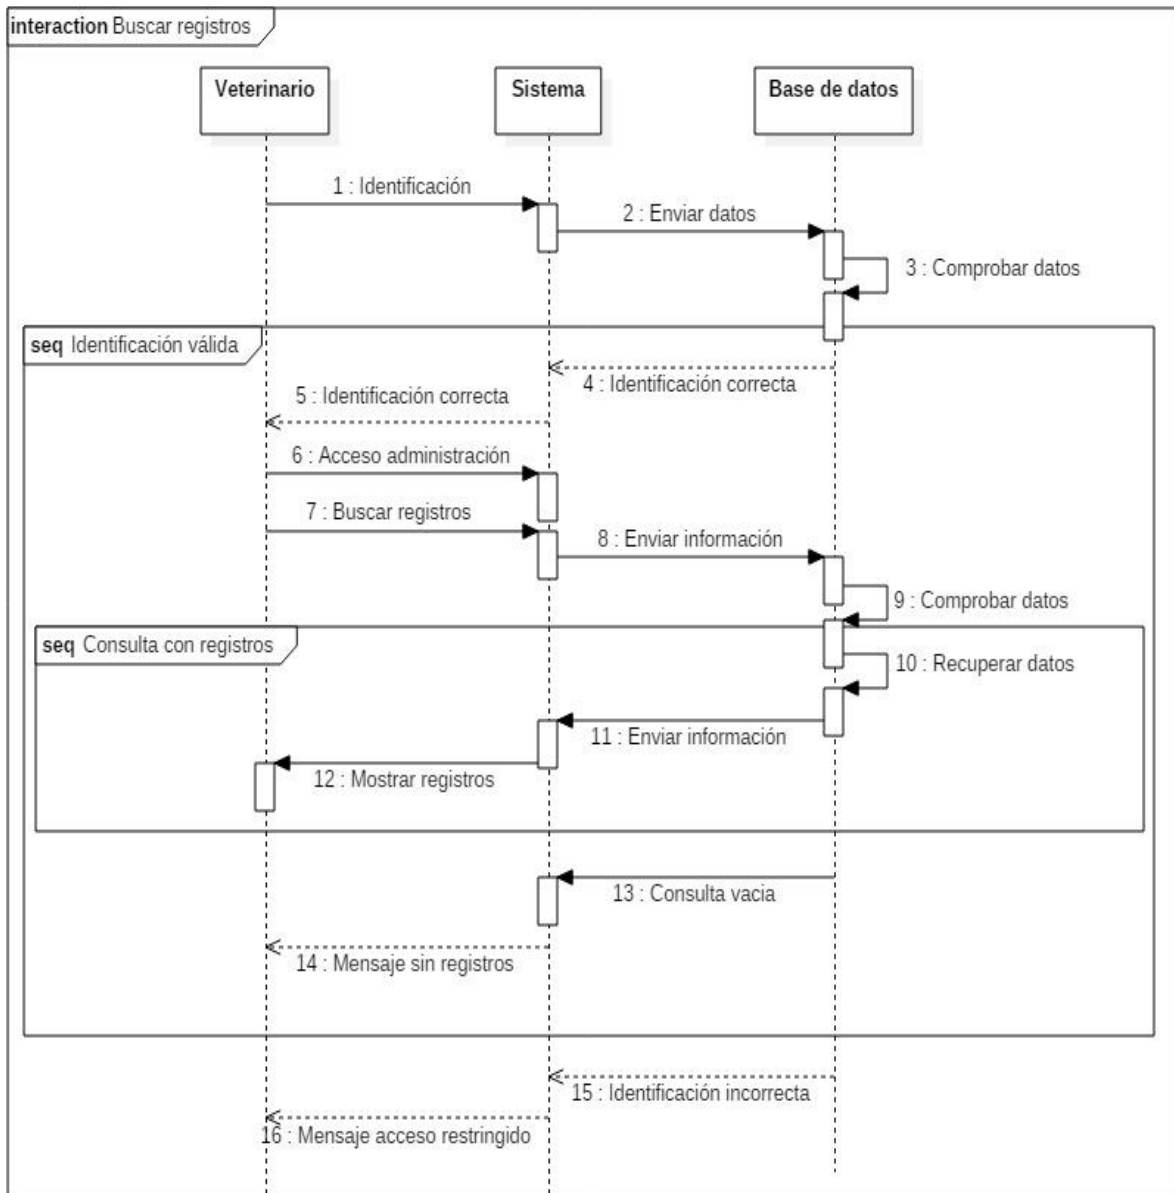 interaction Buscar registros
Veterinario
Sistema
Base de datos
1 : Identificación
2 : Enviar datos
3 : Comprobar datos
seq Identificación válida
4 : Identificación correcta
5 : Identificación correcta
6 : Acceso administración
7 : Buscar registros
8 : Enviar información
9 : Comprobar datos
seq Consulta con registros
10 : Recuperar datos
11 : Enviar información
12 : Mostrar registros
13 : Consulta vacia
14 : Mensaje sin registros
15 : Identificación incorrecta
16 : Mensaje acceso restringido